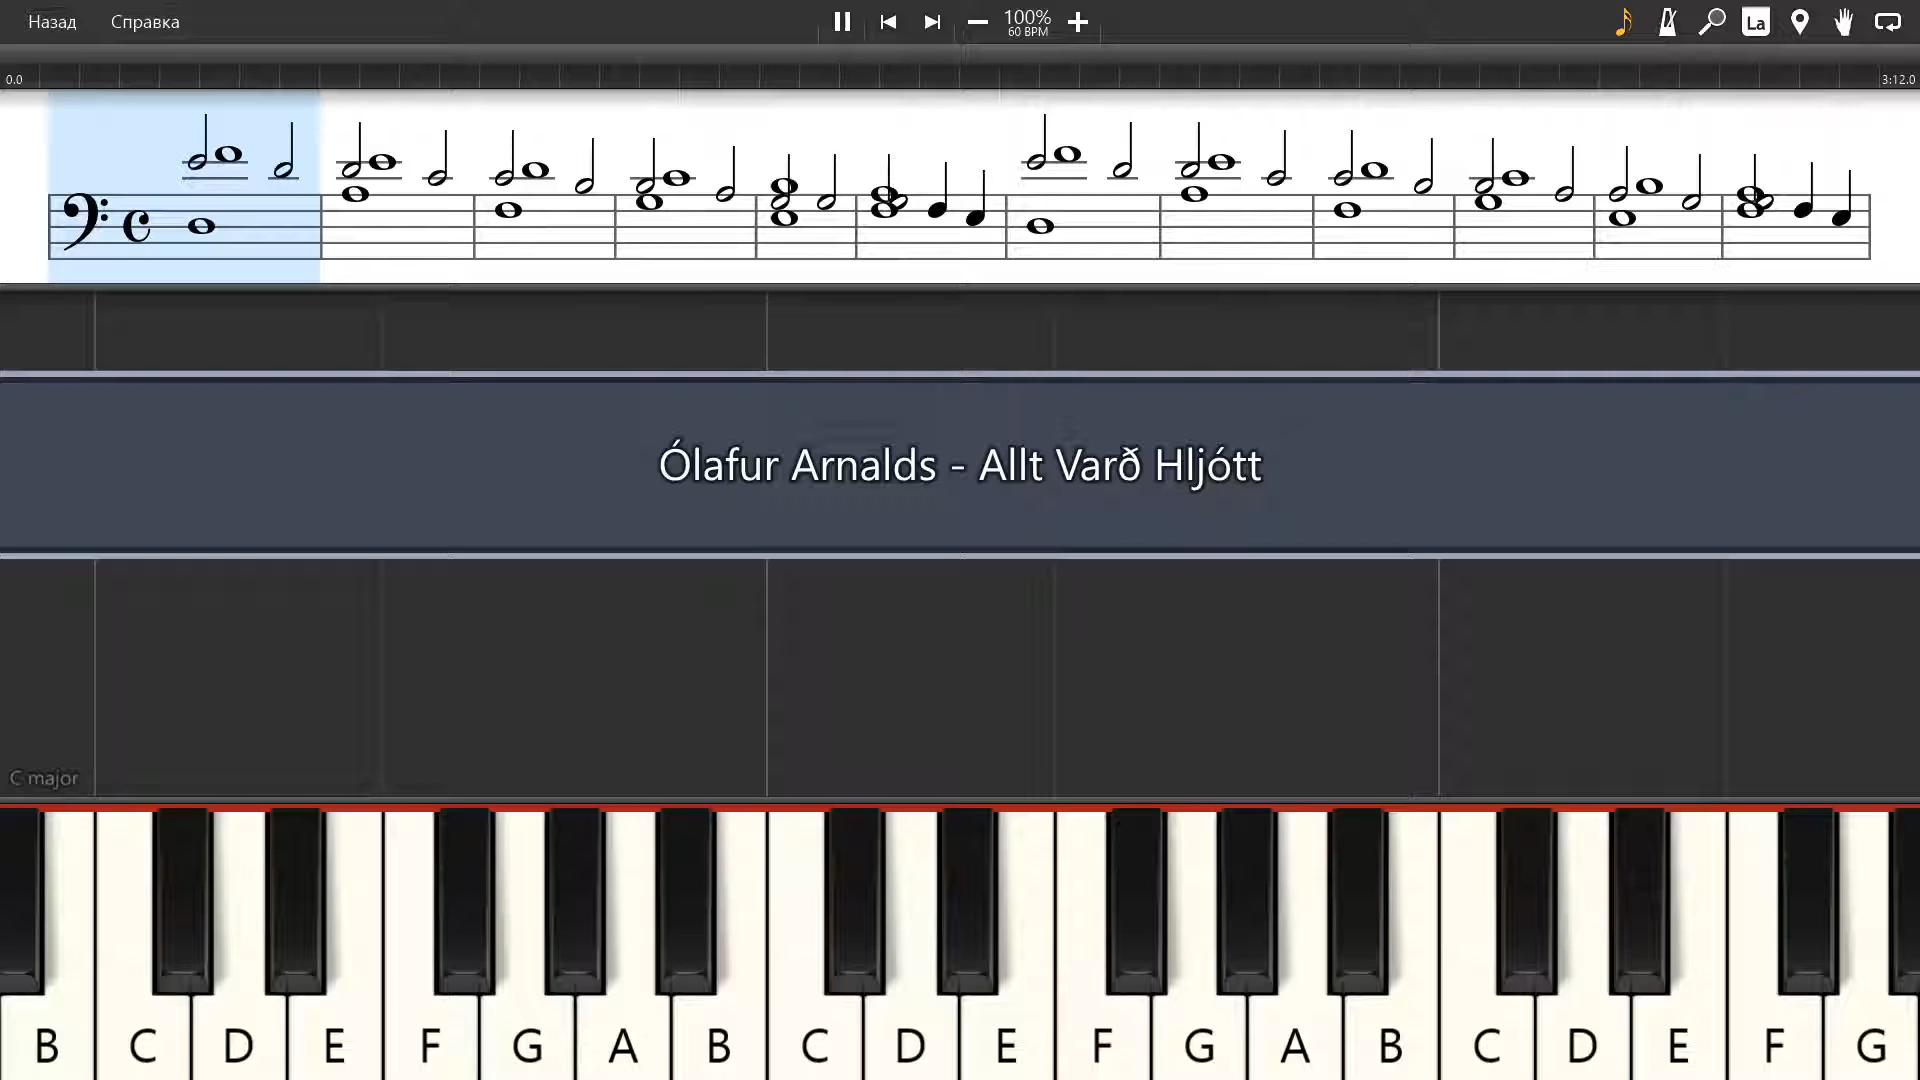 Назад Справка 100% La
60 BPM
0.0 3:12.0
Ólafur Arnalds - Allt Varð Hljótt
C major
B C D E F G A B C D E F G A B C D E F G